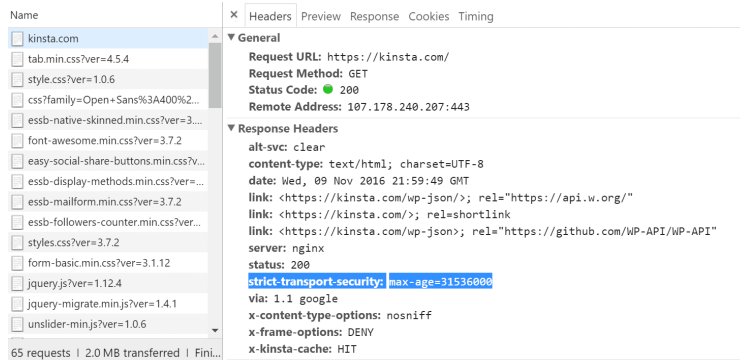 Name
kinsta.com
tab.min.css?ver=4.5.4
style.css?ver=1.0.6
css?family=Open+Sans%3A400%2...
essb-native-skinned.min.css?ver=3....
font-awesome.min.css?ver=3.7.2
easy-social-share-buttons.min.css?v...
essb-display-methods.min.css?ver=...
essb-mailform.min.css?ver=3.7.2
essb-followers-counter.min.css?ver...
styles.css?ver=3.7.2
form-basic.min.css?ver=3.1.12
jquery.js?ver=1.12.4
jquery-migrate.min.js?ver=1.4.1
unslider-min.js?ver=1.0.6
65 requests | 2.0 MB transferred | Fini...
× Headers Preview Response Cookies Timing
▼ General
Request URL: https://kinsta.com/
Request Method: GET
Status Code: 200
Remote Address: 107.178.240.207:443
▼ Response Headers
alt-svc: clear
content-type: text/html; charset=UTF-8
date: Wed, 09 Nov 2016 21:59:49 GMT
link: <https://kinsta.com/wp-json/>; rel="https://api.w.org/"
link: <https://kinsta.com/>; rel=shortlink
link: <https://kinsta.com/wp-json>; rel="https://github.com/WP-API/WP-API"
server: nginx
status: 200
strict-transport-security: max-age=31536000
via: 1.1 google
x-content-type-options: nosniff
x-frame-options: DENY
x-kinsta-cache: HIT